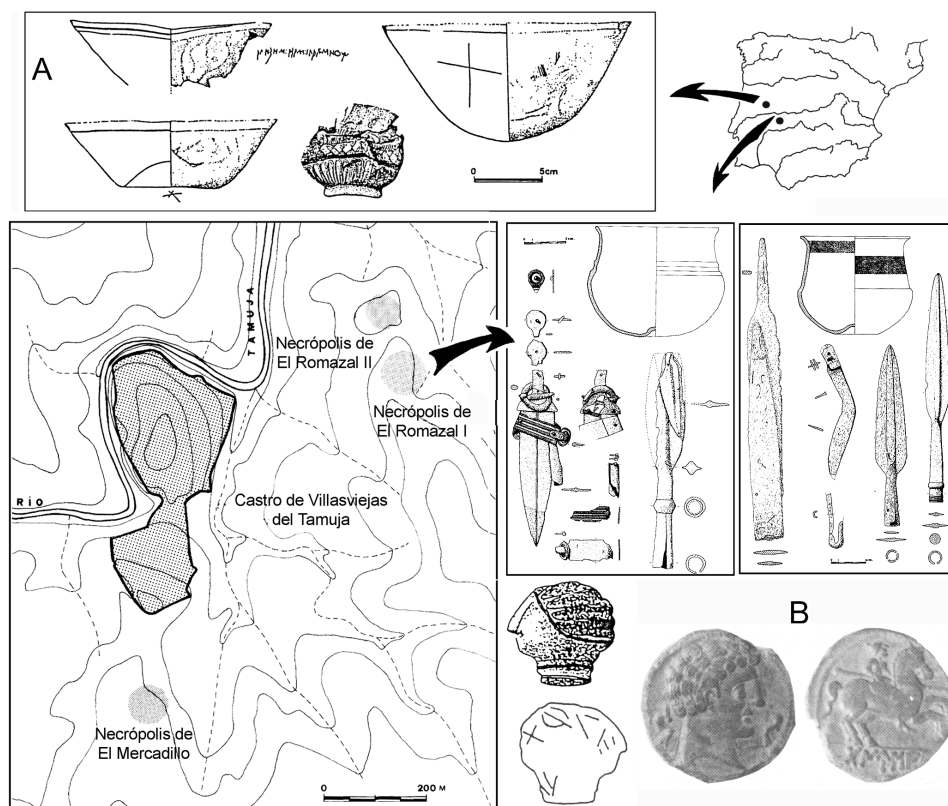 A
0 5cm
TAMUJA
RÍO
Necrópolis de
El Romazal II
Necrópolis de
El Romazal I
Castro de Villasviejas
del Tamuja
Necrópolis de
El Mercadillo
0 200 M
B